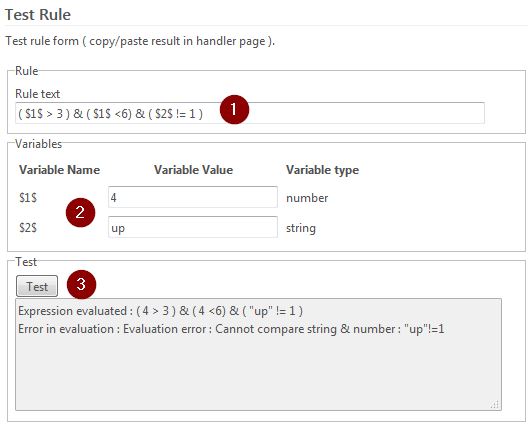 Test Rule
Test rule form ( copy/paste result in handler page ).
Rule
Rule text
( $1$ > 3 ) & ( $1$ <6) & ( $2$ != 1 )
1
Variables
Variable Name Variable Value Variable type
$1$ 4 number
2
$2$ up string
Test
Test
3
Expression evaluated : ( 4 > 3 ) & ( 4 <6) & ( "up" != 1 )
Error in evaluation : Evaluation error : Cannot compare string & number : "up"!=1